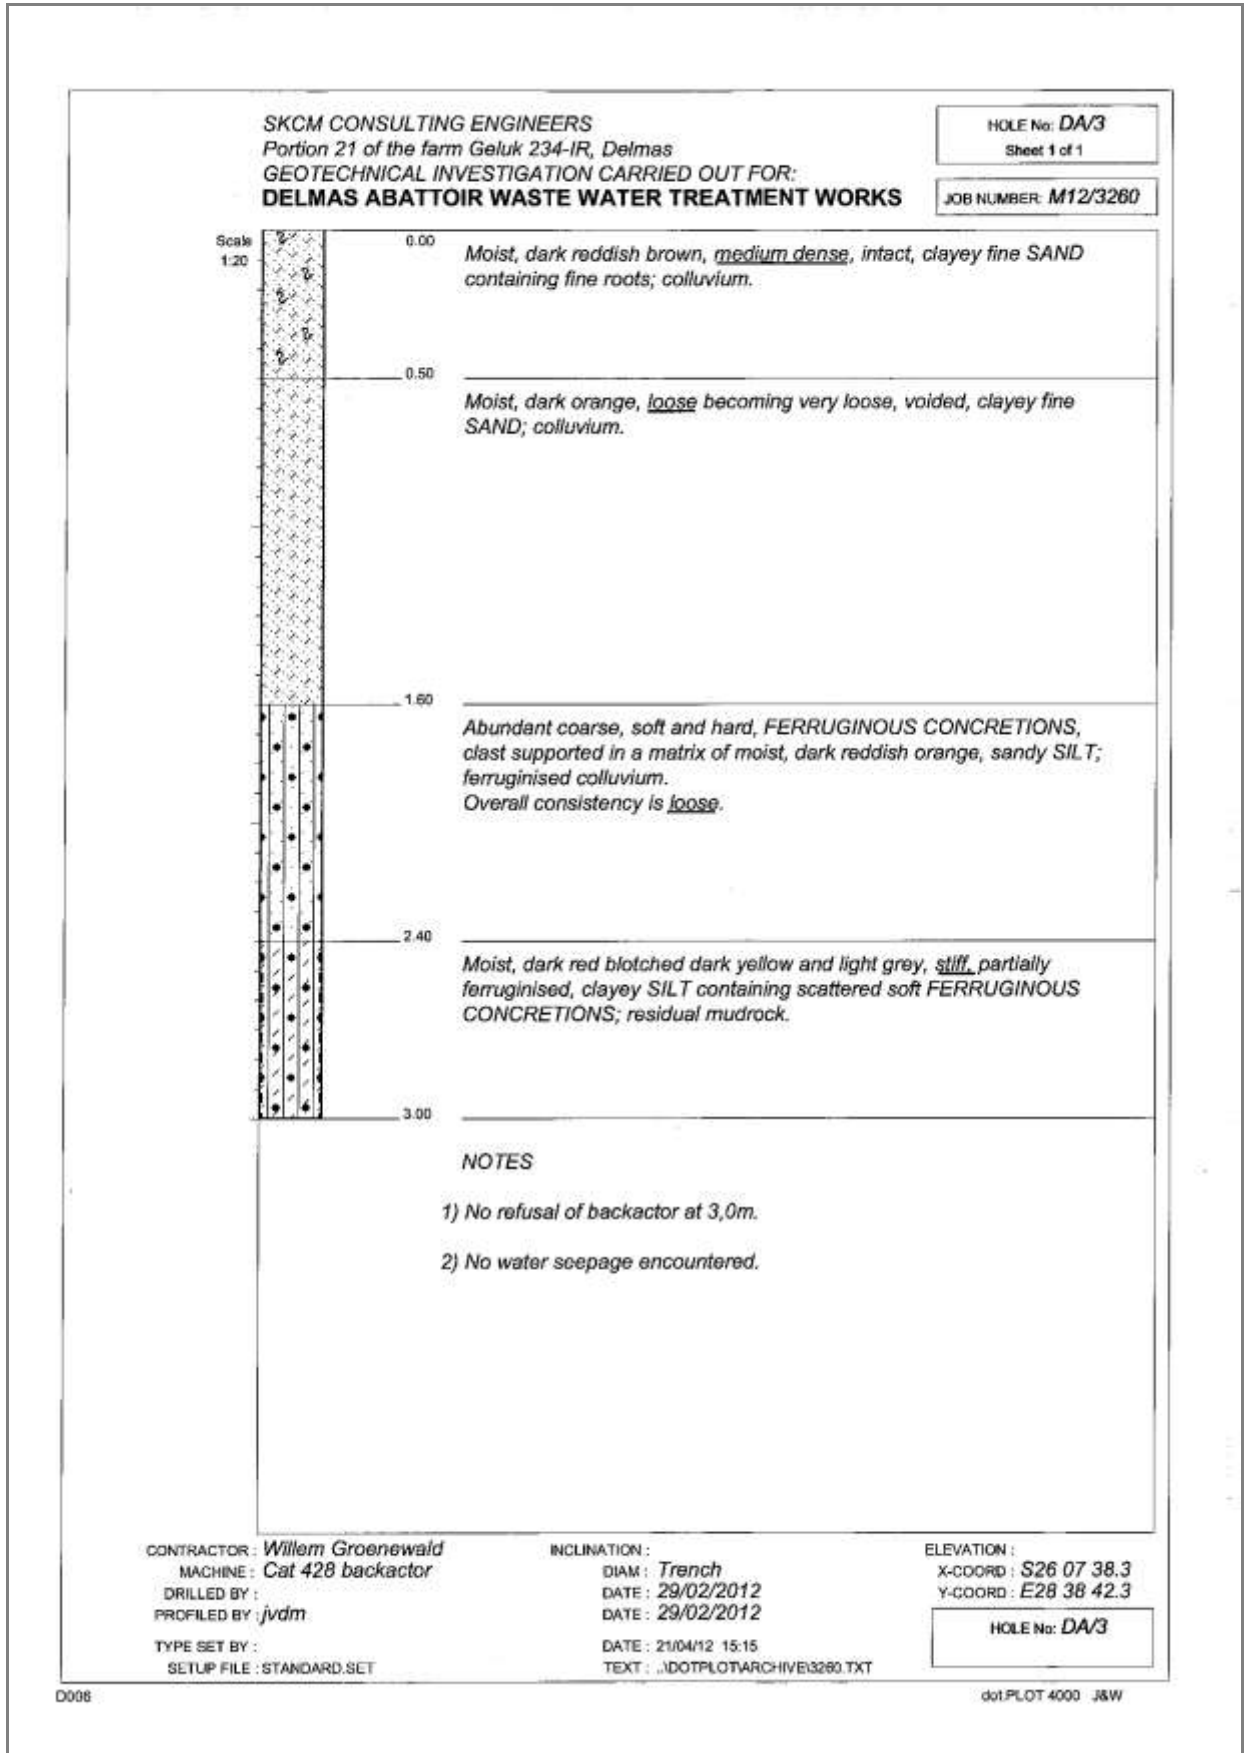 SKCM CONSULTING ENGINEERS
Portion 21 of the farm Geluk 234-IR, Delmas
GEOTECHNICAL INVESTIGATION CARRIED OUT FOR:
DELMAS ABATTOIR WASTE WATER TREATMENT WORKS
HOLE No: DA/3
Sheet 1 of 1
JOB NUMBER: M12/3260
Scale
1:20
0.00
Moist, dark reddish brown, medium dense, intact, clayey fine SAND
containing fine roots; colluvium.
0.50
Moist, dark orange, loose becoming very loose, voided, clayey fine
SAND; colluvium.
1.60
Abundant coarse, soft and hard, FERRUGINOUS CONCRETIONS,
clast supported in a matrix of moist, dark reddish orange, sandy SILT;
ferruginised colluvium.
Overall consistency is loose.
2.40
Moist, dark red blotched dark yellow and light grey, stiff, partially
ferruginised, clayey SILT containing scattered soft FERRUGINOUS
CONCRETIONS; residual mudrock.
3.00
NOTES
1) No refusal of backactor at 3,0m.
2) No water seepage encountered.
CONTRACTOR : Willem Groenewald
MACHINE : Cat 428 backactor
DRILLED BY :
PROFILED BY : jvdm
TYPE SET BY :
SETUP FILE : STANDARD.SET
INCLINATION :
DIAM : Trench
DATE : 29/02/2012
DATE : 29/02/2012
DATE : 21/04/12 15:15
TEXT : ..\DOTPLOT\ARCHIVE\3260.TXT
ELEVATION :
X-COORD : S26 07 38.3
Y-COORD : E28 38 42.3
HOLE No: DA/3
D006
dot.PLOT 4000 J&W